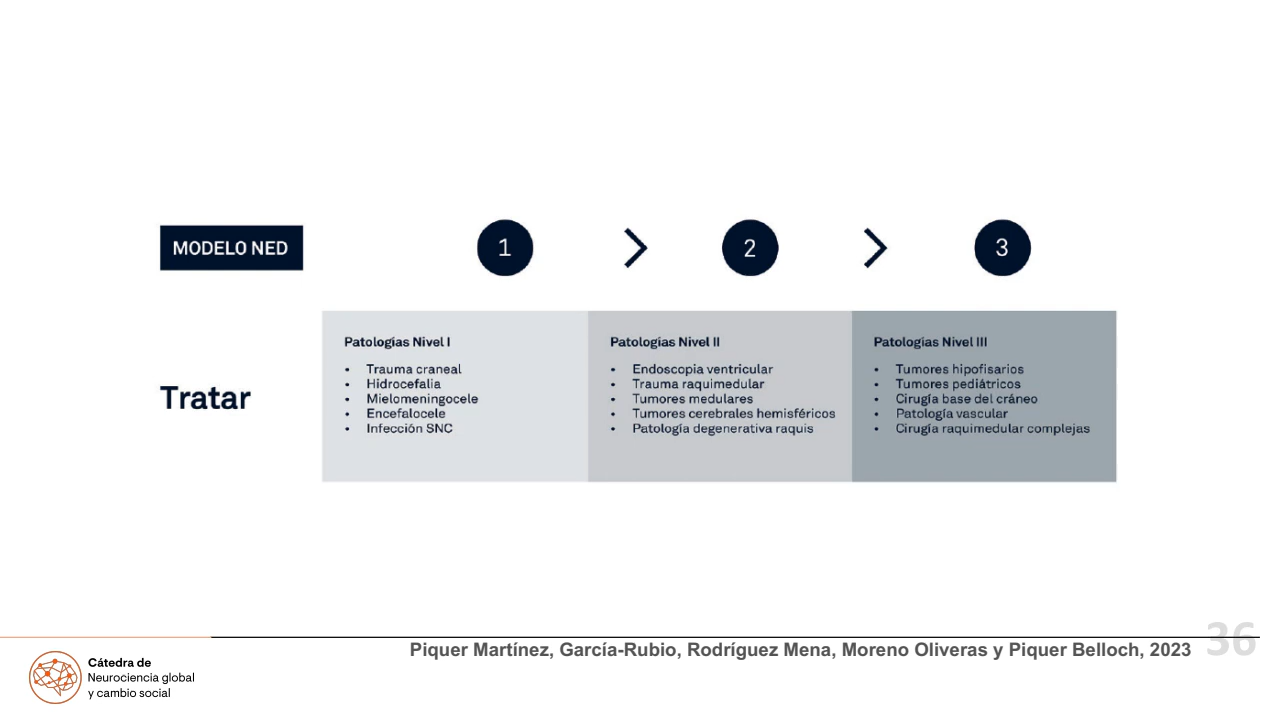 MODELO NED
1
2
3
Tratar
Patologías Nivel I
• Trauma craneal
• Hidrocefalia
• Mielomeningocele
• Encefalocele
• Infección SNC
Patologías Nivel II
• Endoscopia ventricular
• Trauma raquimedular
• Tumores medulares
• Tumores cerebrales hemisféricos
• Patología degenerativa raquis
Patologías Nivel III
• Tumores hipofisarios
• Tumores pediátricos
• Cirugía base del cráneo
• Patología vascular
• Cirugía raquimedular complejas
Piquer Martínez, García-Rubio, Rodríguez Mena, Moreno Oliveras y Piquer Belloch, 2023
36
Cátedra de
Neurociencia global
y cambio social